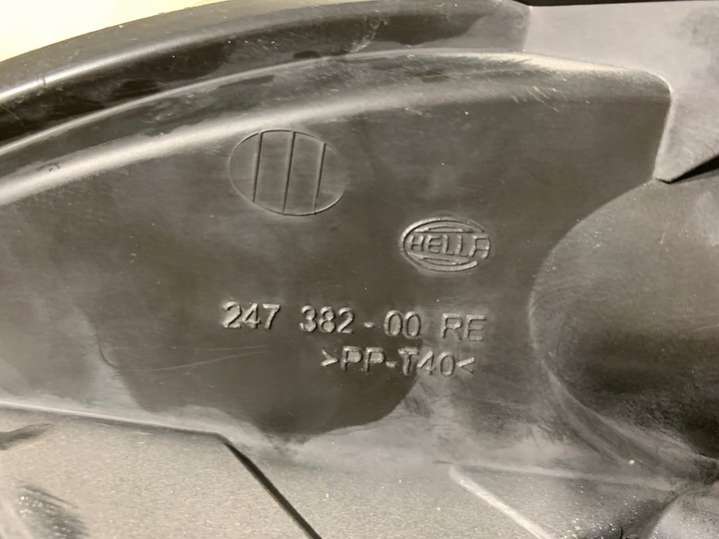 HELLA
247 382-00 RE
>PP-T40<